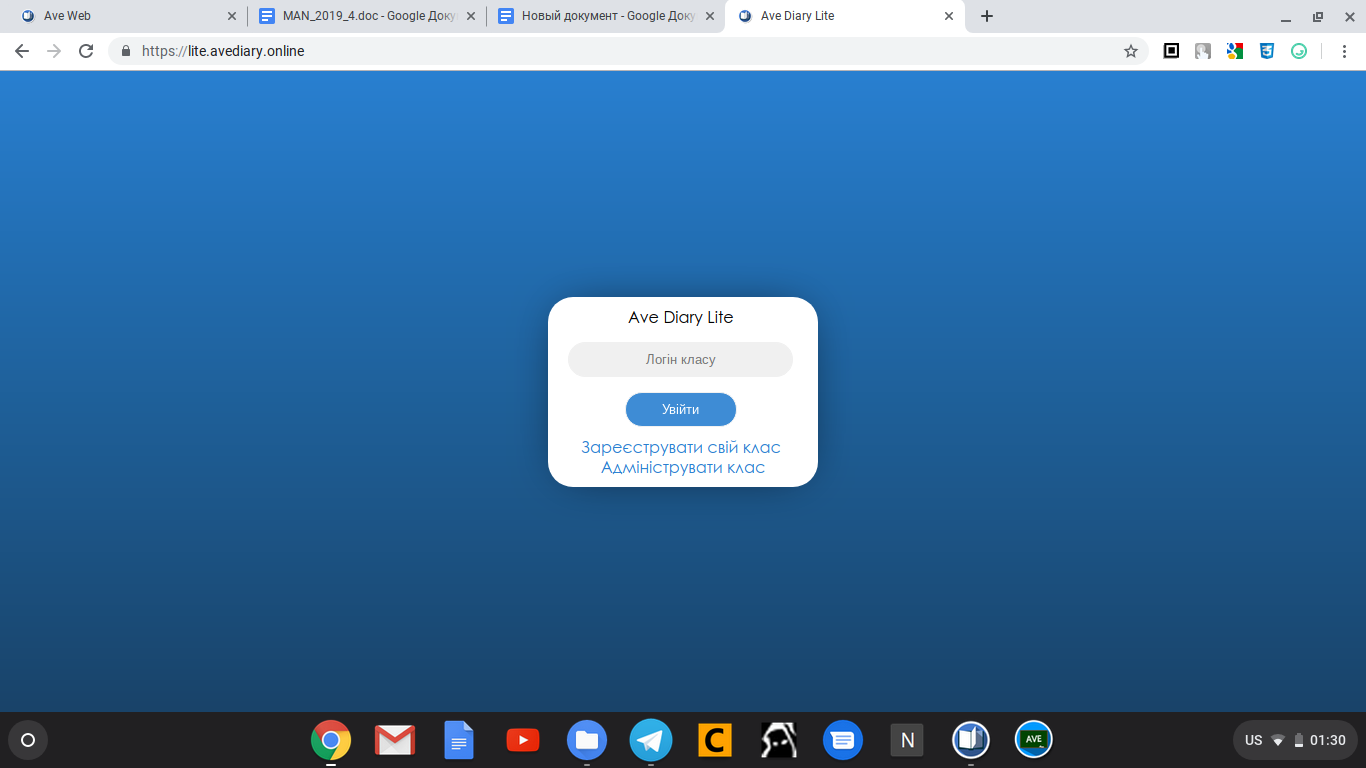 Ave Web
MAN_2019_4.doc - Google Доку
Новый документ - Google Доку
Ave Diary Lite
https://lite.avediary.online
Ave Diary Lite
Логін класу
Увійти
Зареєструвати свій клас
Адмініструвати клас
C
N
AVE
US
01:30